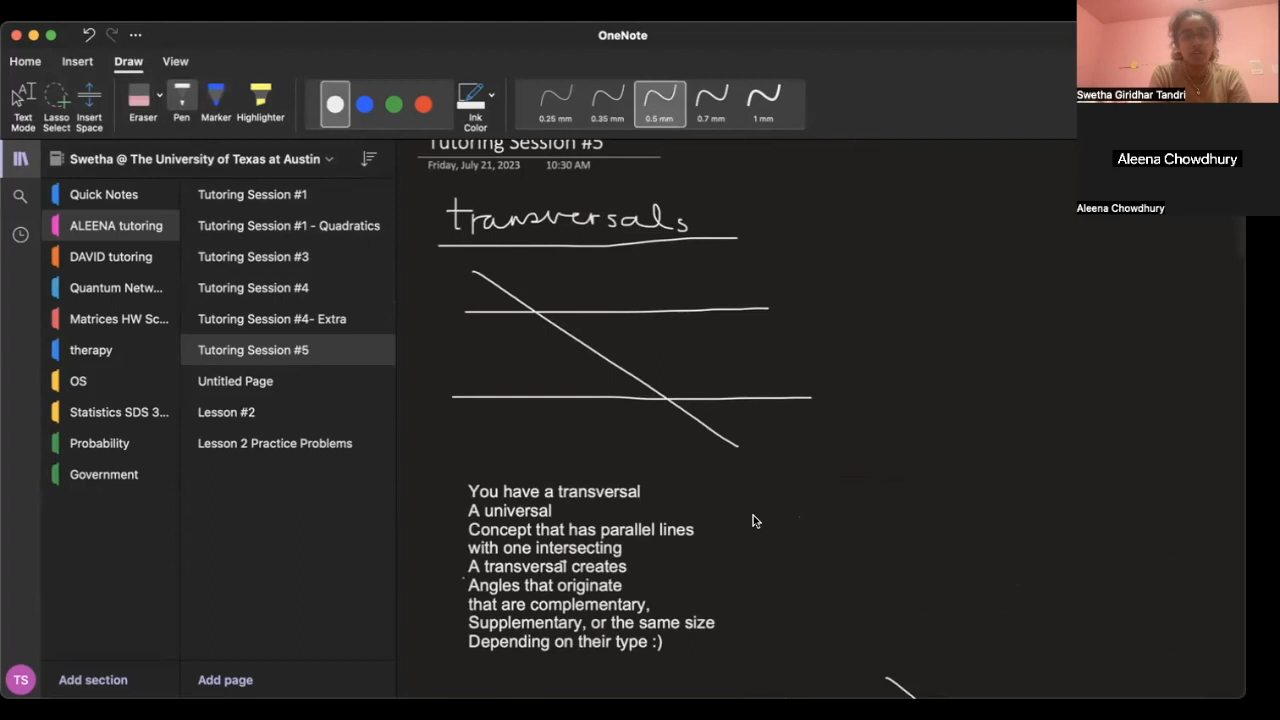 OneNote
Home Insert Draw View
Text Mode
Lasso Select
Insert Space
Eraser
Pen
Marker
Highlighter
Ink Color
0.25 mm
0.35 mm
0.5 mm
0.7 mm
1 mm
Swetha Giridhar Tandri
Aleena Chowdhury
Aleena Chowdhury
Swetha @ The University of Texas at Austin
Quick Notes
ALEENA tutoring
DAVID tutoring
Quantum Netw...
Matrices HW Sc...
therapy
OS
Statistics SDS 3...
Probability
Government
Tutoring Session #1
Tutoring Session #1 - Quadratics
Tutoring Session #3
Tutoring Session #4
Tutoring Session #4- Extra
Tutoring Session #5
Untitled Page
Lesson #2
Lesson 2 Practice Problems
Tutoring Session #5
Friday, July 21, 2023 10:30 AM
transversals
You have a transversal
A universal
Concept that has parallel lines
with one intersecting
A transversal creates
Angles that originate
that are complementary,
Supplementary, or the same size
Depending on their type :)
TS
Add section
Add page